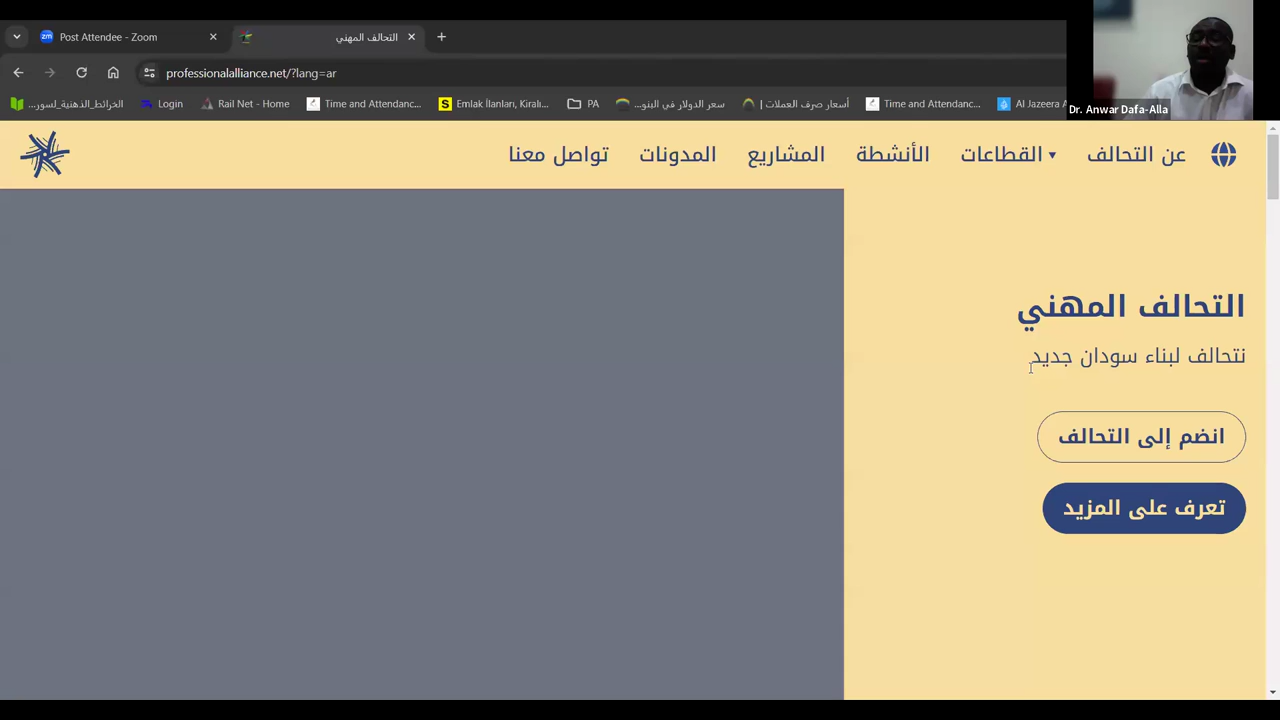 Post Attendee - Zoom
التحالف المهني
professionalalliance.net/?lang=ar
الخرائط_الذهنية_لسور...
Login
Rail Net - Home
Time and Attendanc...
Emlak İlanları, Kiralı...
PA
سعر الدولار في البنو...
أسعار صرف العملات |
Time and Attendanc...
Al Jazeera
Dr. Anwar Dafa-Alla
عن التحالف
القطاعات
الأنشطة
المشاريع
المدونات
تواصل معنا
التحالف المهني
نتحالف لبناء سودان جديد
انضم إلى التحالف
تعرف على المزيد